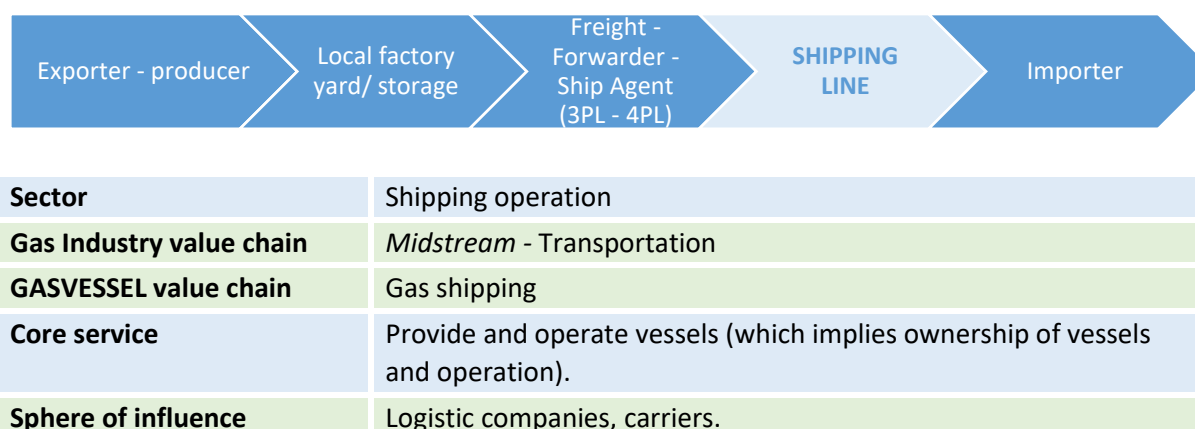 Exporter - producer
Local factory
yard/ storage
Freight -
Forwarder -
Ship Agent
(3PL - 4PL)
SHIPPING
LINE
Importer
Sector Shipping operation
Gas Industry value chain Midstream - Transportation
GASVESSEL value chain Gas shipping
Core service Provide and operate vessels (which implies ownership of vessels
and operation).
Sphere of influence Logistic companies, carriers.